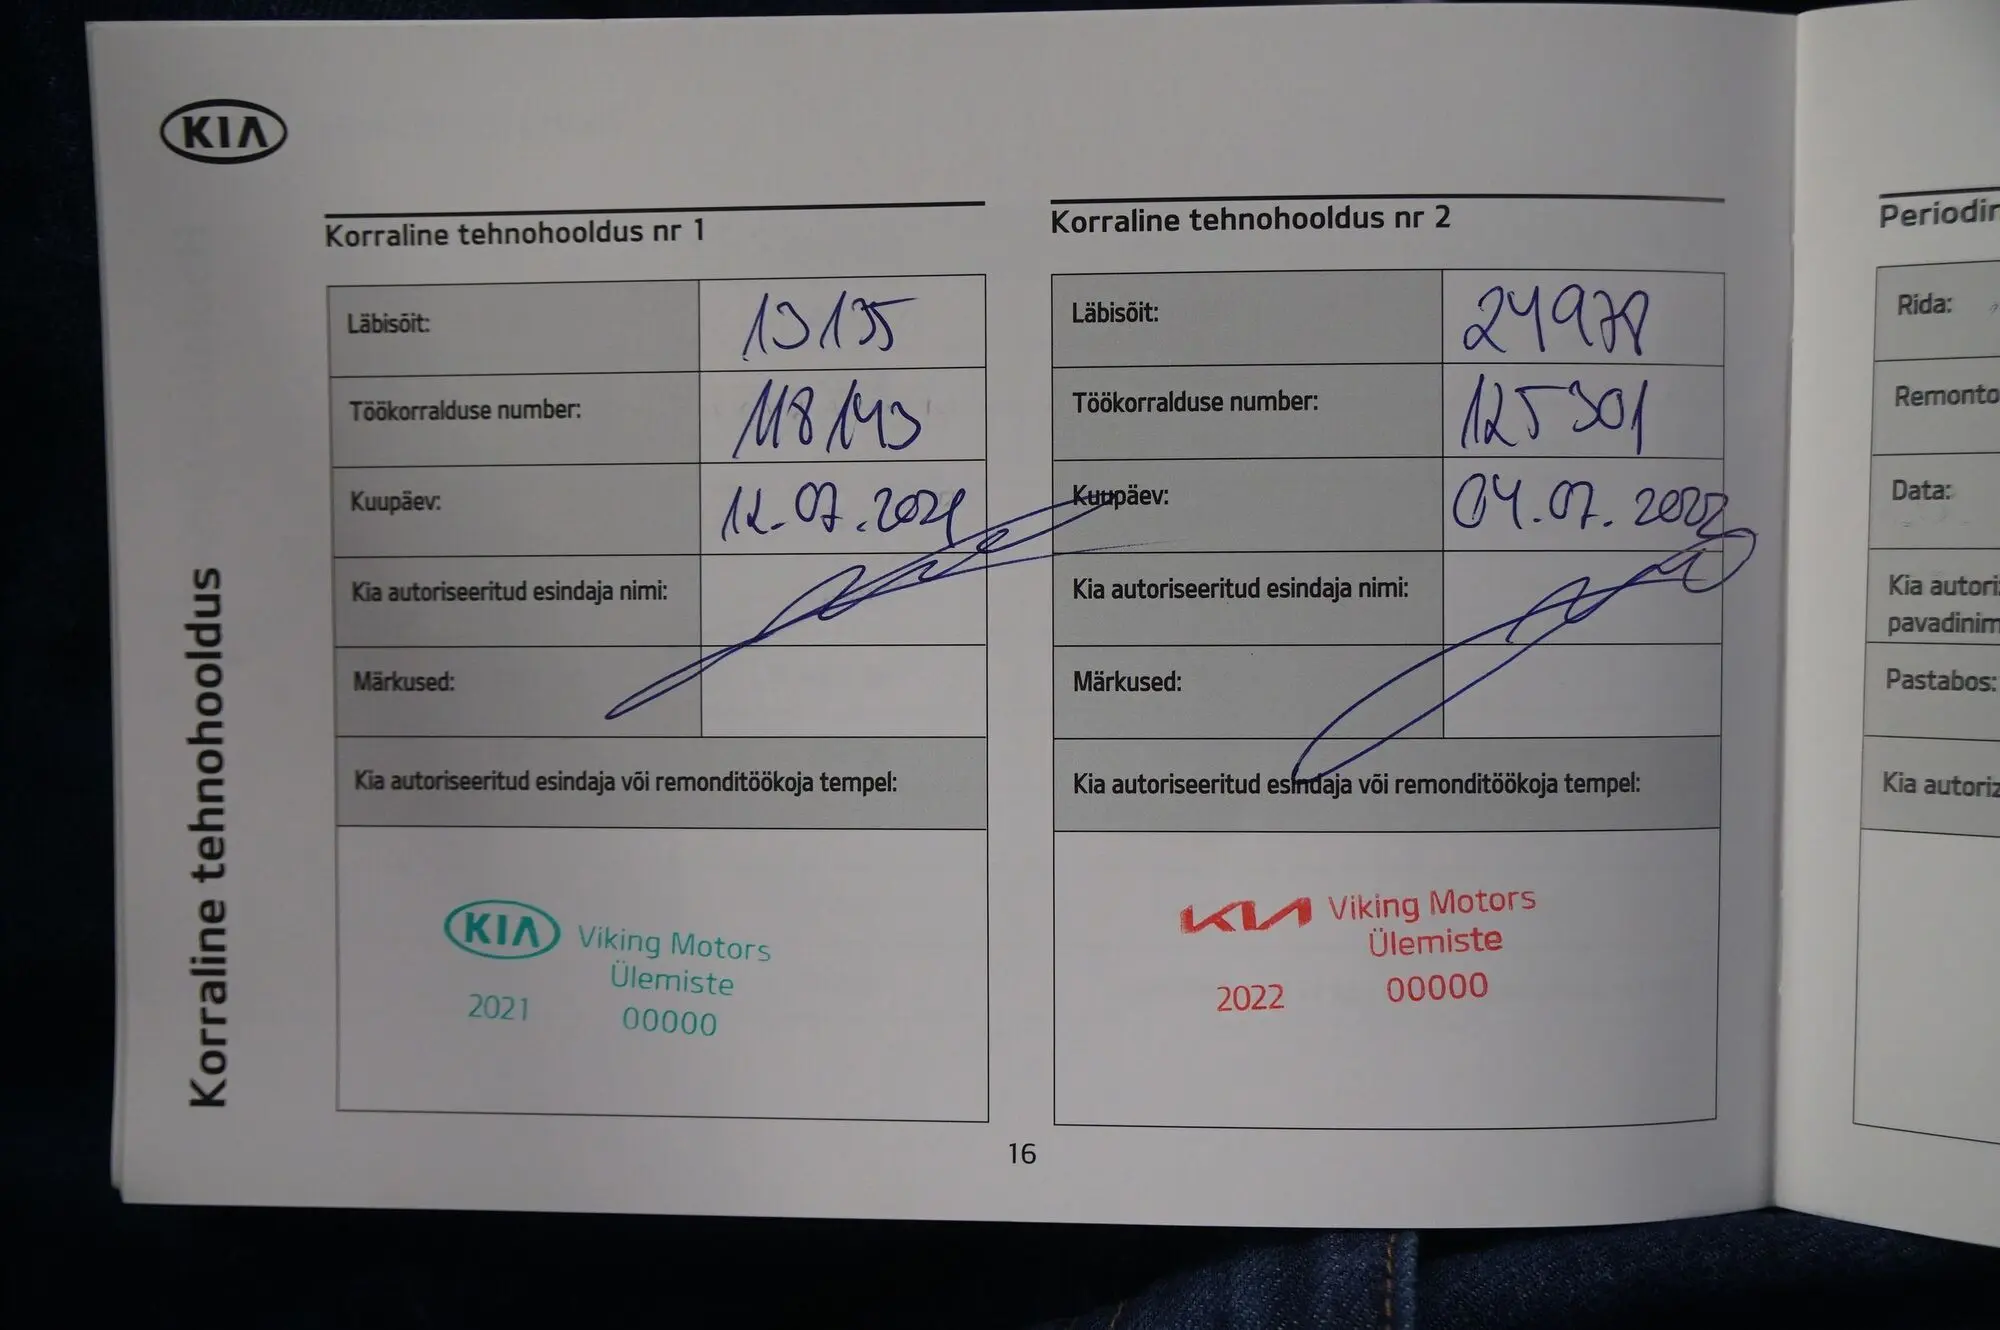 KIA
Korraline tehnohooldus
Korraline tehnohooldus nr 1
Läbisõit: 13135
Töökorralduse number: 118143
Kuupäev: 12.07.2021
Kia autoriseeritud esindaja nimi:
Märkused:
Kia autoriseeritud esindaja või remonditöökoja tempel:
KIA Viking Motors
Ülemiste
2021 00000
Korraline tehnohooldus nr 2
Läbisõit: 24978
Töökorralduse number: 125301
Kuupäev: 04.07.2022
Kia autoriseeritud esindaja nimi:
Märkused:
Kia autoriseeritud esindaja või remonditöökoja tempel:
KIA Viking Motors
Ülemiste
2022 00000
16
Periodin
Rida:
Remonto
Data:
Kia autori
pavadinim
Pastabos:
Kia autoriz